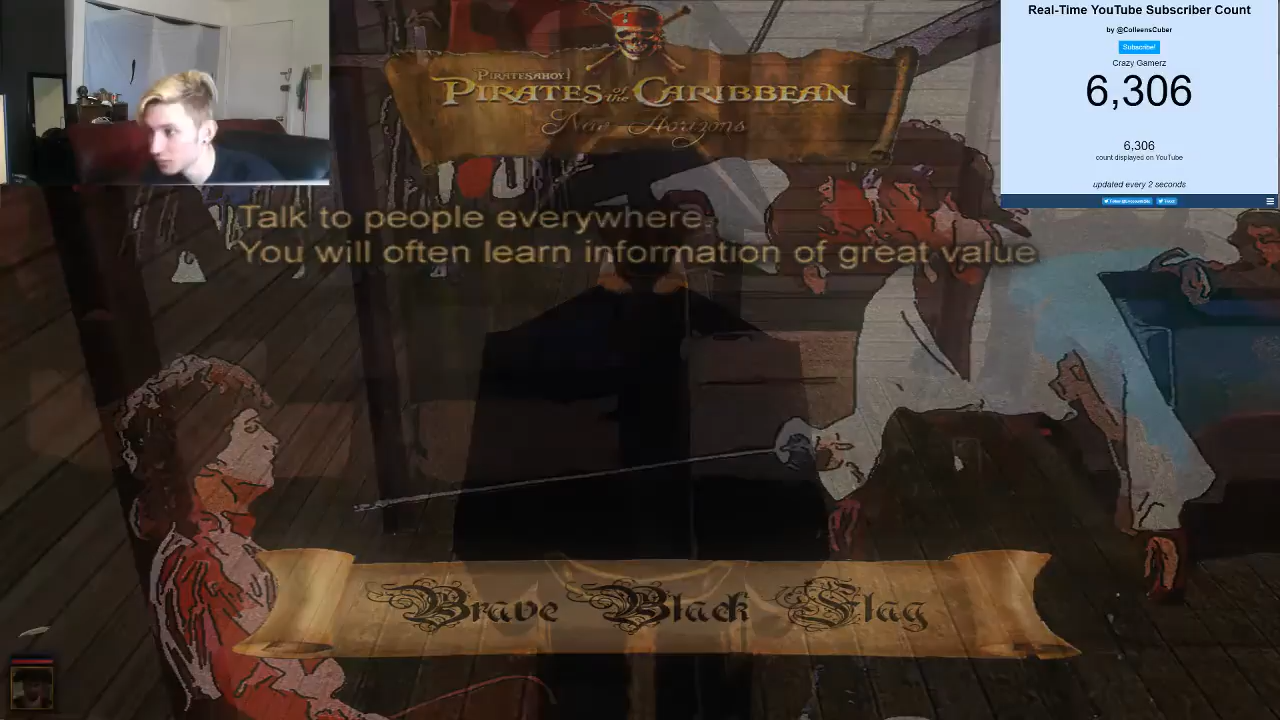 Real-Time YouTube Subscriber Count
by @ColleensCuber
Subscribe!
Crazy Gamerz
6,306
6,306
count displayed on YouTube
updated every 2 seconds
PIRATESAHOY!
PIRATES of the CARIBBEAN
New Horizons
Talk to people everywhere.
You will often learn information of great value
Brave Black Flag